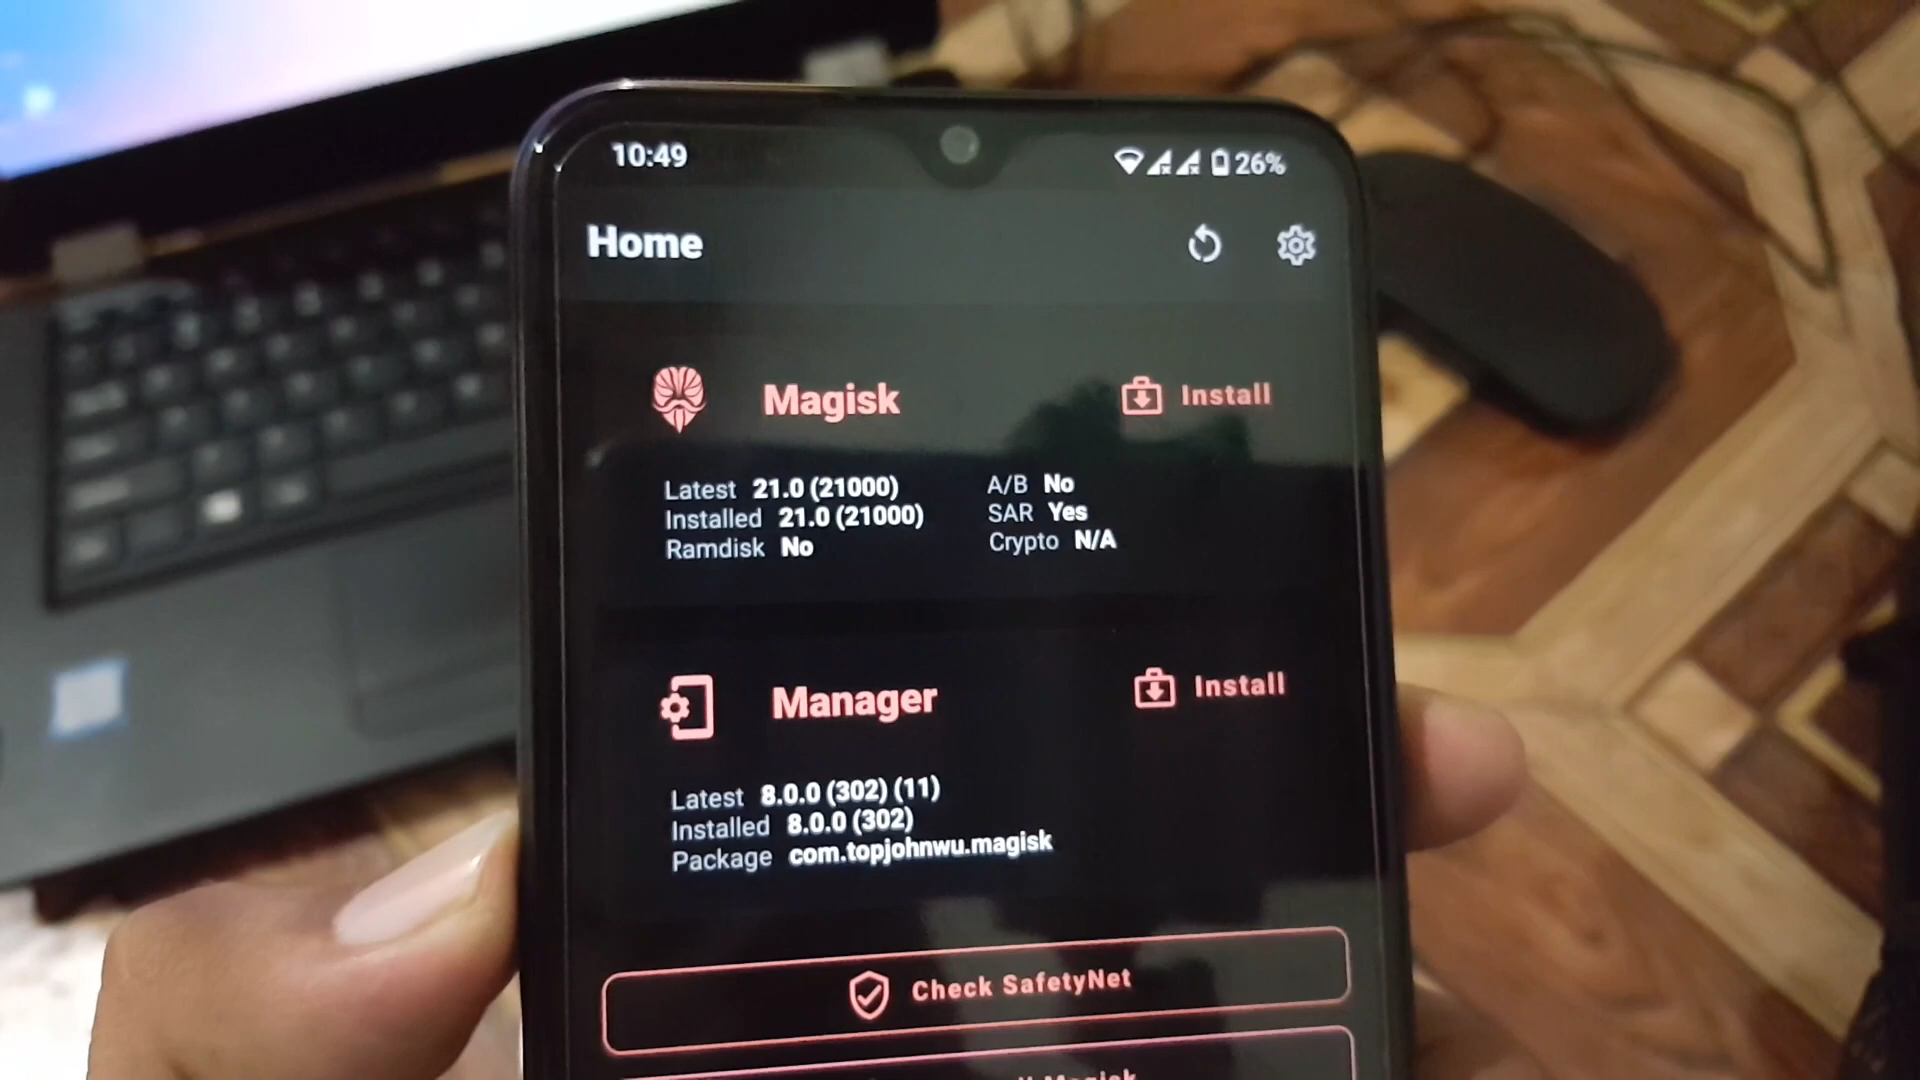 10:49 26%
Home
Magisk Install
Latest 21.0 (21000) A/B No
Installed 21.0 (21000) SAR Yes
Ramdisk No Crypto N/A
Manager Install
Latest 8.0.0 (302) (11)
Installed 8.0.0 (302)
Package com.topjohnwu.magisk
Check SafetyNet
Magisk